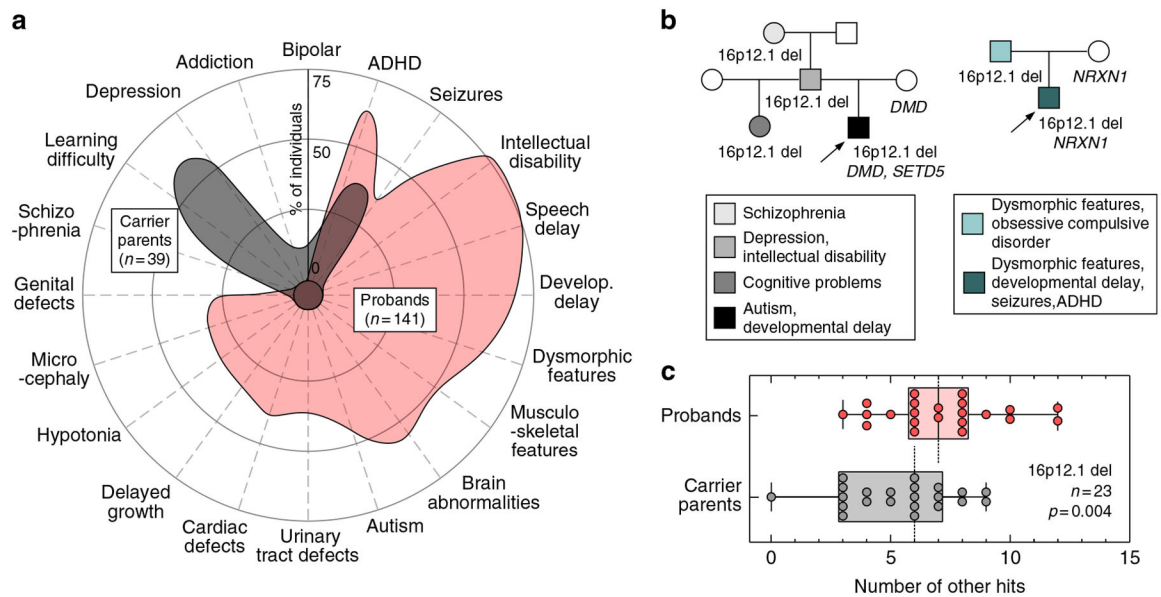 a
Bipolar
ADHD
Seizures
Intellectual
disability
Speech
delay
Develop.
delay
Dysmorphic
features
Musculo
-skeletal
features
Brain
abnormalities
Autism
Urinary
tract defects
Cardiac
defects
Delayed
growth
Hypotonia
Micro
-cephaly
Genital
defects
Schizo
-phrenia
Learning
difficulty
Depression
Addiction
75
50
0
% of individuals
Carrier
parents
(n=39)
Probands
(n=141)
b
16p12.1 del
16p12.1 del
DMD
16p12.1 del
16p12.1 del
DMD, SETD5
16p12.1 del
NRXN1
16p12.1 del
NRXN1
Schizophrenia
Depression,
intellectual disability
Cognitive problems
Autism,
developmental delay
Dysmorphic features,
obsessive compulsive
disorder
Dysmorphic features,
developmental delay,
seizures,ADHD
c
Probands
Carrier
parents
16p12.1 del
n=23
p=0.004
0 5 10 15
Number of other hits